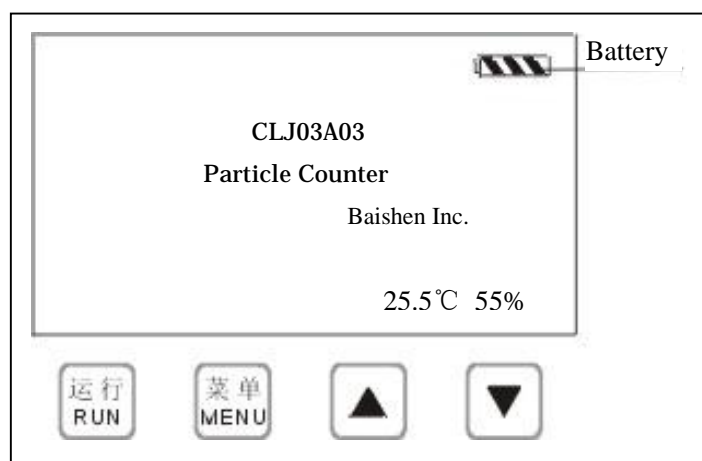 Battery
CLJ03A03
Particle Counter
Baishen Inc.
25.5℃ 55%
运行
RUN
菜单
MENU